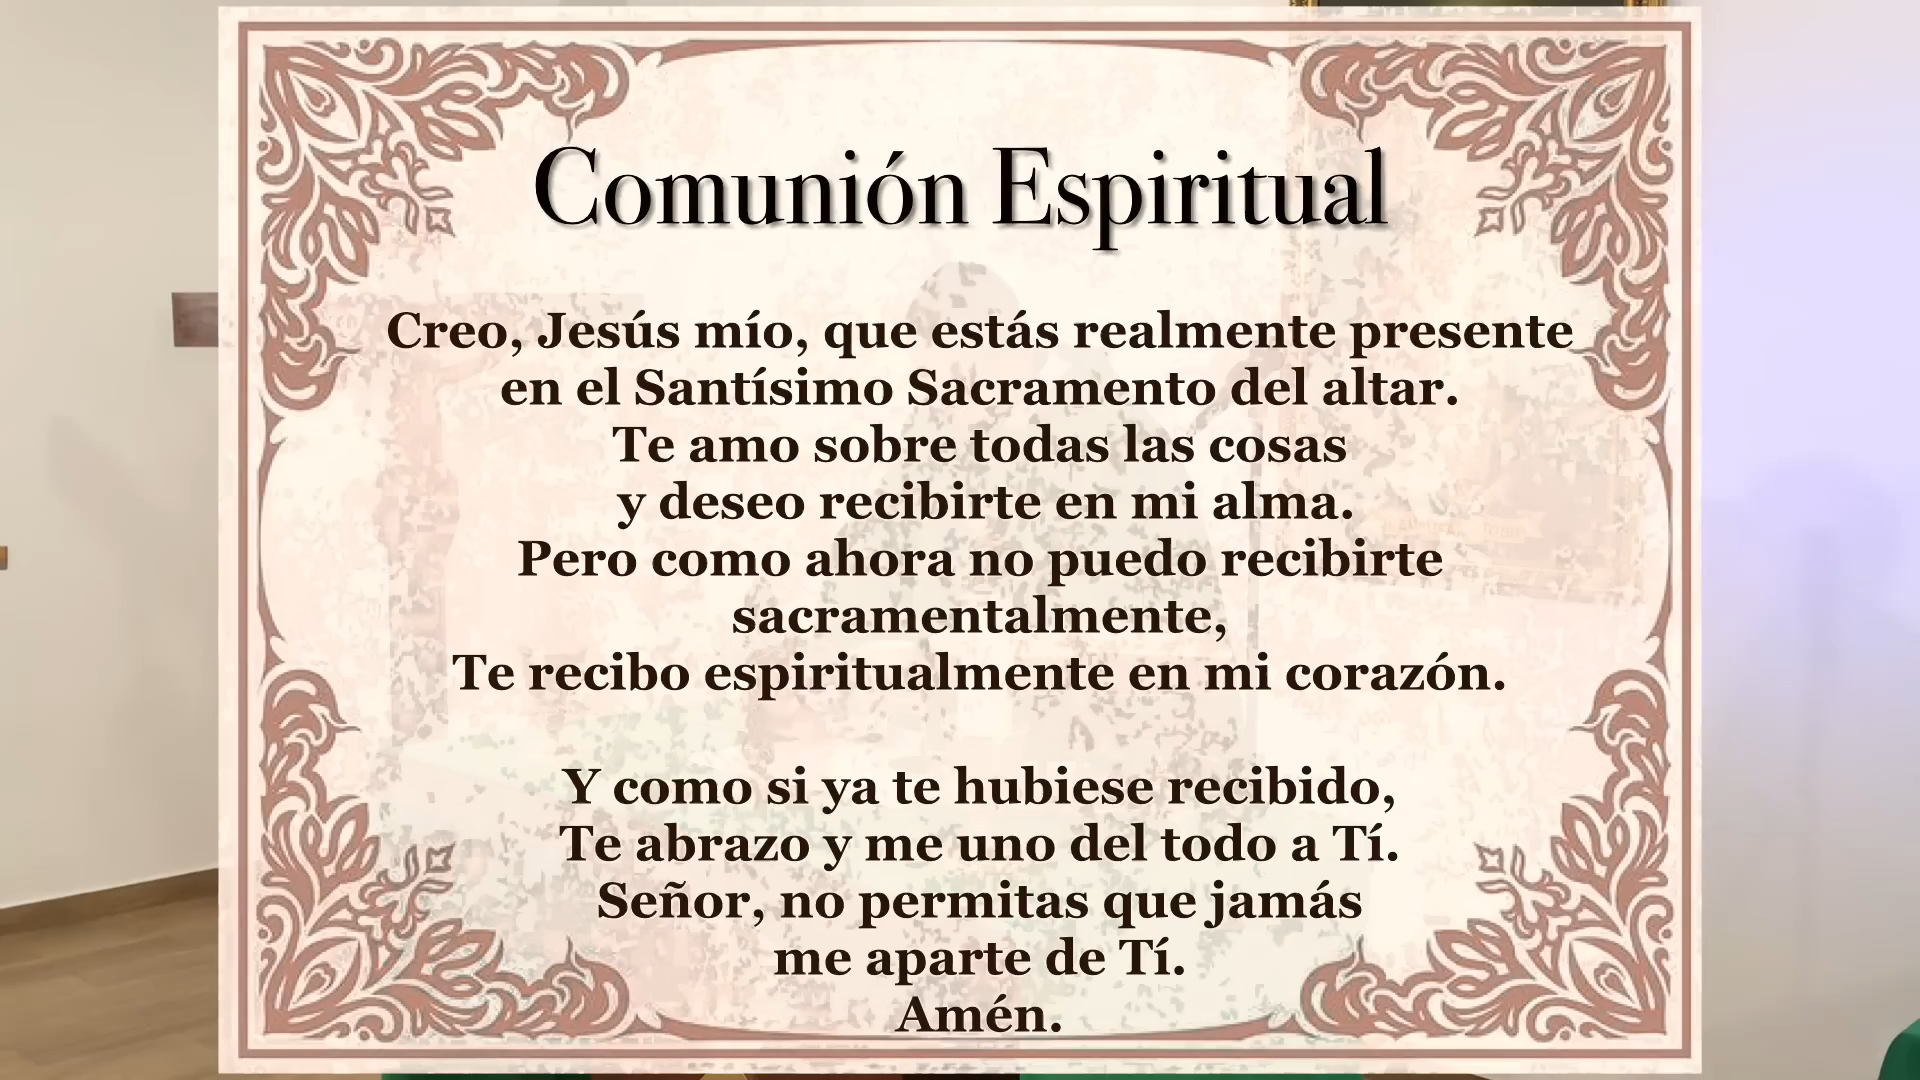 Comunión Espiritual
Creo, Jesús mío, que estás realmente presente
en el Santísimo Sacramento del altar.
Te amo sobre todas las cosas
y deseo recibirte en mi alma.
Pero como ahora no puedo recibirte
sacramentalmente,
Te recibo espiritualmente en mi corazón.
Y como si ya te hubiese recibido,
Te abrazo y me uno del todo a Tí.
Señor, no permitas que jamás
me aparte de Tí.
Amén.